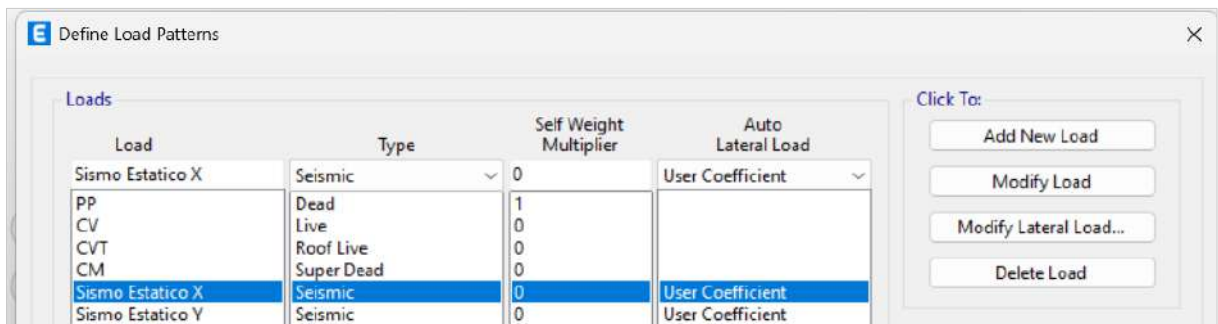 E Define Load Patterns
Loads
Click To:
Load Type Self Weight Multiplier Auto Lateral Load
Sismo Estatico X Seismic 0 User Coefficient
PP Dead 1
CV Live 0
CVT Roof Live 0
CM Super Dead 0
Sismo Estatico X Seismic 0 User Coefficient
Sismo Estatico Y Seismic 0 User Coefficient
Add New Load
Modify Load
Modify Lateral Load...
Delete Load